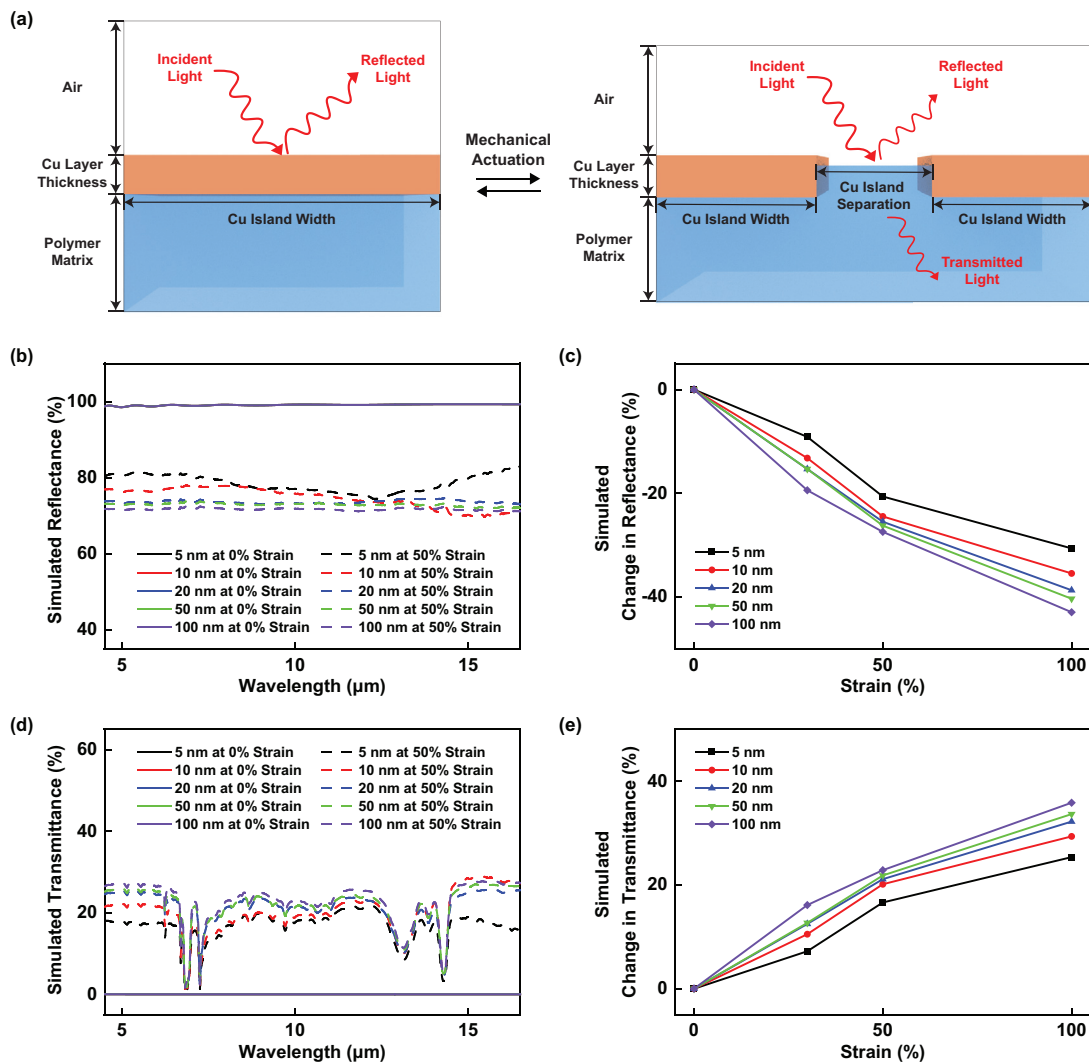 (a)
Air
Cu Layer
Thickness
Polymer
Matrix
Incident
Light
Reflected
Light
Cu Island Width
Mechanical
Actuation
Air
Cu Layer
Thickness
Polymer
Matrix
Incident
Light
Reflected
Light
Cu Island Width
Cu Island
Separation
Cu Island Width
Transmitted
Light
(b)
Simulated Reflectance (%)
100
80
60
40
5 nm at 0% Strain
10 nm at 0% Strain
20 nm at 0% Strain
50 nm at 0% Strain
100 nm at 0% Strain
5 nm at 50% Strain
10 nm at 50% Strain
20 nm at 50% Strain
50 nm at 50% Strain
100 nm at 50% Strain
5
10
15
Wavelength (µm)
(c)
Simulated
Change in Reflectance (%)
0
-20
-40
5 nm
10 nm
20 nm
50 nm
100 nm
0
50
100
Strain (%)
(d)
Simulated Transmittance (%)
60
40
20
0
5 nm at 0% Strain
10 nm at 0% Strain
20 nm at 0% Strain
50 nm at 0% Strain
100 nm at 0% Strain
5 nm at 50% Strain
10 nm at 50% Strain
20 nm at 50% Strain
50 nm at 50% Strain
100 nm at 50% Strain
5
10
15
Wavelength (µm)
(e)
Simulated
Change in Transmittance (%)
40
20
0
5 nm
10 nm
20 nm
50 nm
100 nm
0
50
100
Strain (%)